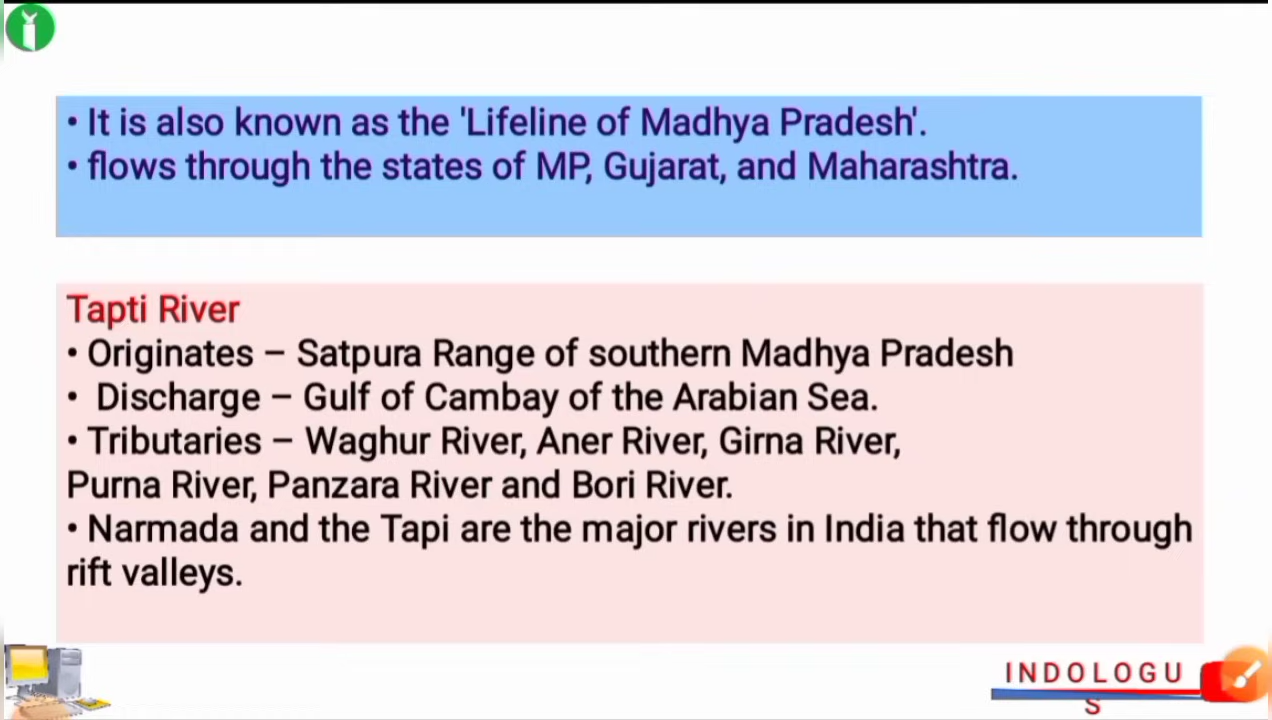 • It is also known as the 'Lifeline of Madhya Pradesh'.
• flows through the states of MP, Gujarat, and Maharashtra.
Tapti River
• Originates – Satpura Range of southern Madhya Pradesh
• Discharge – Gulf of Cambay of the Arabian Sea.
• Tributaries – Waghur River, Aner River, Girna River,
Purna River, Panzara River and Bori River.
• Narmada and the Tapi are the major rivers in India that flow through
rift valleys.
INDOLOGU
S